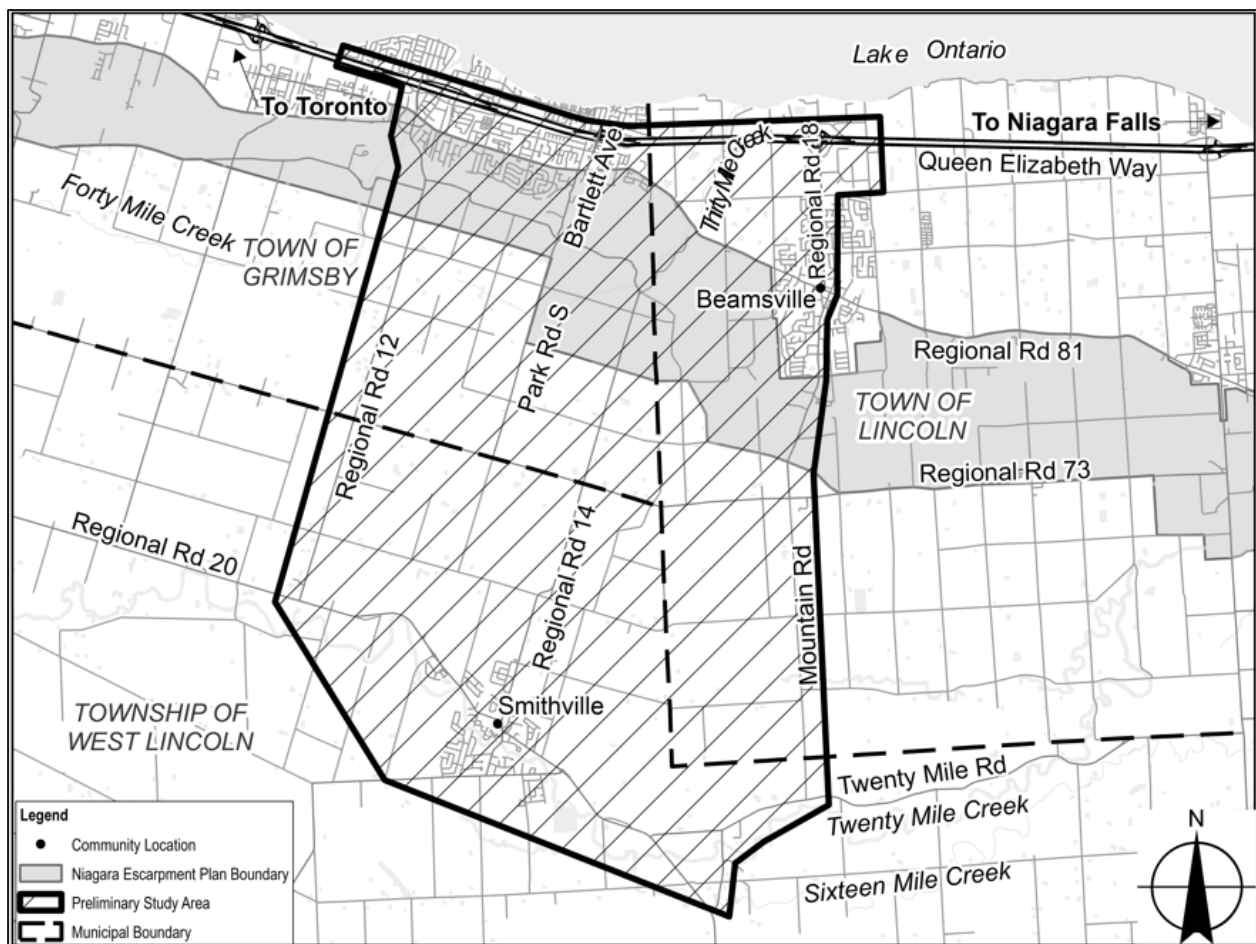 Lake Ontario
To Toronto
To Niagara Falls
Queen Elizabeth Way
Bartlett Ave
Thirty Mile Creek
Regional Rd 18
Forty Mile Creek
TOWN OF
GRIMSBY
Beamsville
Park Rd S
Regional Rd 12
Regional Rd 81
TOWN OF
LINCOLN
Regional Rd 73
Regional Rd 20
Regional Rd 14
Mountain Rd
Smithville
TOWNSHIP OF
WEST LINCOLN
Twenty Mile Rd
Twenty Mile Creek
Sixteen Mile Creek
Legend
Community Location
Niagara Escarpment Plan Boundary
Preliminary Study Area
Municipal Boundary
N